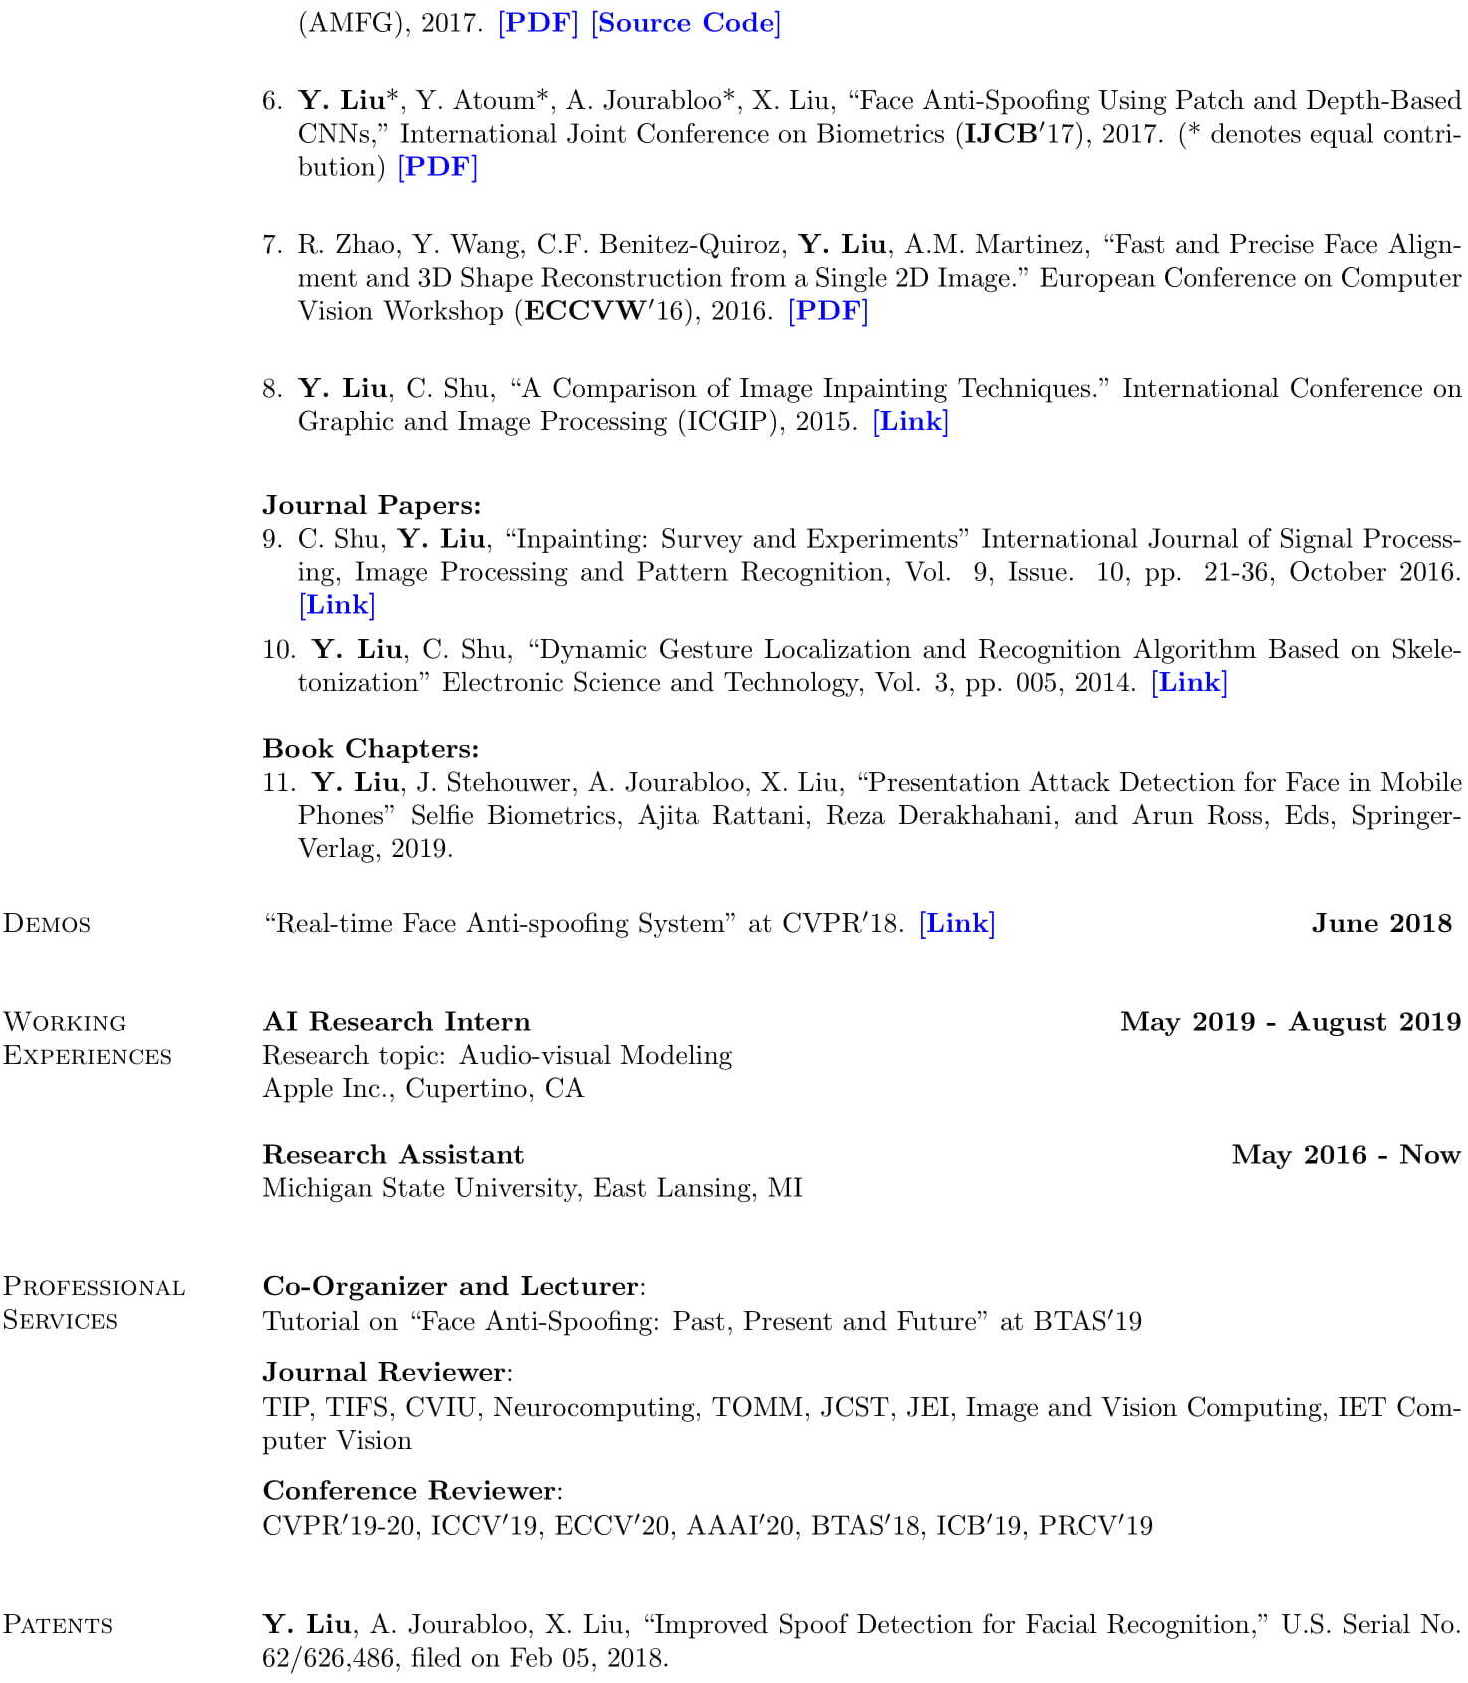 (AMFG), 2017. [PDF] [Source Code]
6. Y. Liu*, Y. Atoum*, A. Jourabloo*, X. Liu, “Face Anti-Spoofing Using Patch and Depth-Based
CNNs,” International Joint Conference on Biometrics (IJCB′17), 2017. (* denotes equal contri-
bution) [PDF]
7. R. Zhao, Y. Wang, C.F. Benitez-Quiroz, Y. Liu, A.M. Martinez, “Fast and Precise Face Align-
ment and 3D Shape Reconstruction from a Single 2D Image.” European Conference on Computer
Vision Workshop (ECCVW′16), 2016. [PDF]
8. Y. Liu, C. Shu, “A Comparison of Image Inpainting Techniques.” International Conference on
Graphic and Image Processing (ICGIP), 2015. [Link]
Journal Papers:
9. C. Shu, Y. Liu, “Inpainting: Survey and Experiments” International Journal of Signal Process-
ing, Image Processing and Pattern Recognition, Vol. 9, Issue. 10, pp. 21-36, October 2016.
[Link]
10. Y. Liu, C. Shu, “Dynamic Gesture Localization and Recognition Algorithm Based on Skele-
tonization” Electronic Science and Technology, Vol. 3, pp. 005, 2014. [Link]
Book Chapters:
11. Y. Liu, J. Stehouwer, A. Jourabloo, X. Liu, “Presentation Attack Detection for Face in Mobile
Phones” Selfie Biometrics, Ajita Rattani, Reza Derakhahani, and Arun Ross, Eds, Springer-
Verlag, 2019.
Demos “Real-time Face Anti-spoofing System” at CVPR′18. [Link] June 2018
Working AI Research Intern May 2019 - August 2019
Experiences Research topic: Audio-visual Modeling
Apple Inc., Cupertino, CA
Research Assistant May 2016 - Now
Michigan State University, East Lansing, MI
Professional Co-Organizer and Lecturer:
Services Tutorial on “Face Anti-Spoofing: Past, Present and Future” at BTAS′19
Journal Reviewer:
TIP, TIFS, CVIU, Neurocomputing, TOMM, JCST, JEI, Image and Vision Computing, IET Com-
puter Vision
Conference Reviewer:
CVPR′19-20, ICCV′19, ECCV′20, AAAI′20, BTAS′18, ICB′19, PRCV′19
Patents Y. Liu, A. Jourabloo, X. Liu, “Improved Spoof Detection for Facial Recognition,” U.S. Serial No.
62/626,486, filed on Feb 05, 2018.